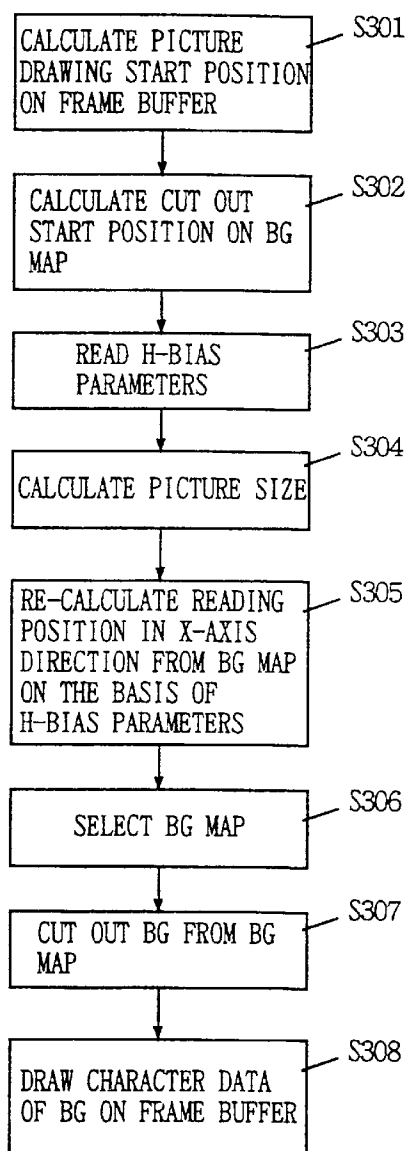 S301
CALCULATE PICTURE
DRAWING START POSITION
ON FRAME BUFFER
S302
CALCULATE CUT OUT
START POSITION ON BG
MAP
S303
READ H-BIAS
PARAMETERS
S304
CALCULATE PICTURE SIZE
S305
RE-CALCULATE READING
POSITION IN X-AXIS
DIRECTION FROM BG MAP
ON THE BASIS OF
H-BIAS PARAMETERS
S306
SELECT BG MAP
S307
CUT OUT BG FROM BG
MAP
S308
DRAW CHARACTER DATA
OF BG ON FRAME BUFFER